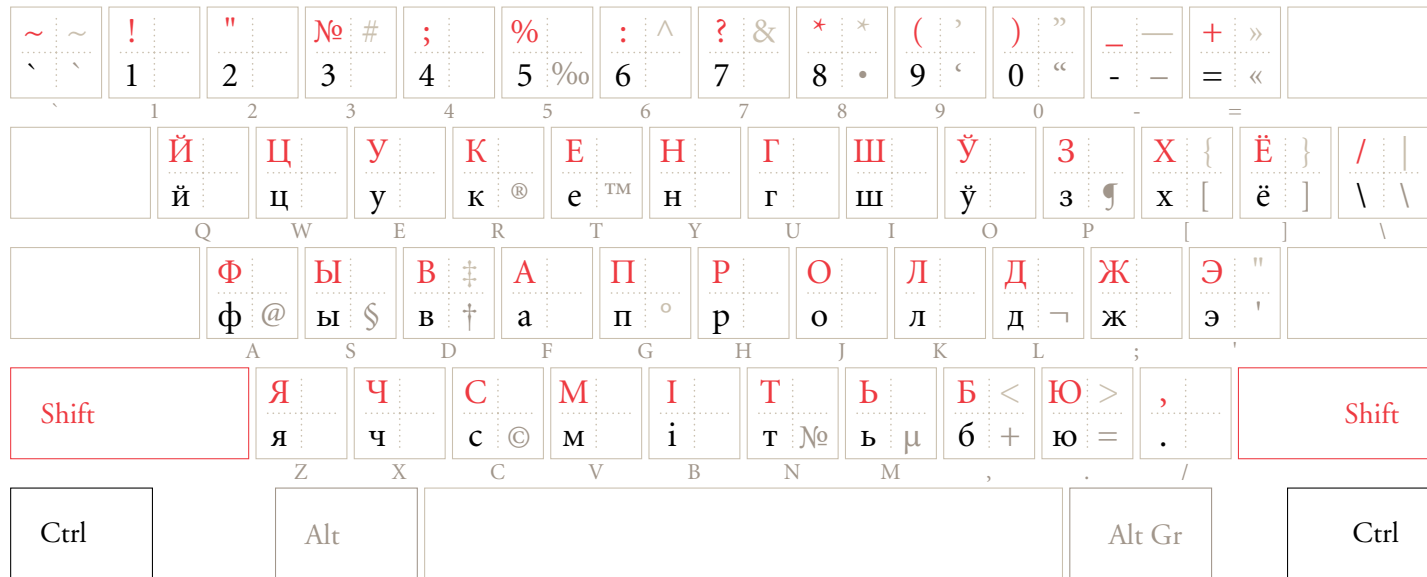 ~ ~ ! " № # ; % : ^ ? & * * ( ’ ) ” _ — + »
` ` 1 2 3 4 5 ‰ 6 7 8 • 9 ‘ 0 “ - – = «
` 1 2 3 4 5 6 7 8 9 0 - =
Й Ц У К Е Н Г Ш Ў З Х { Ё } / |
й ц у к ® е ™ н г ш ў з ¶ х [ ё ] \ \
Q W E R T Y U I O P [ ] \
Ф Ы В ‡ А П Р О Л Д Ж Э "
ф @ ы § в † а п ° р о л д ¬ ж э '
A S D F G H J K L ; '
Shift Я Ч С М І Т Ь Б < Ю > , Shift
я ч с © м і т № ь µ б + ю = .
Z X C V B N M , . /
Ctrl Alt Alt Gr Ctrl